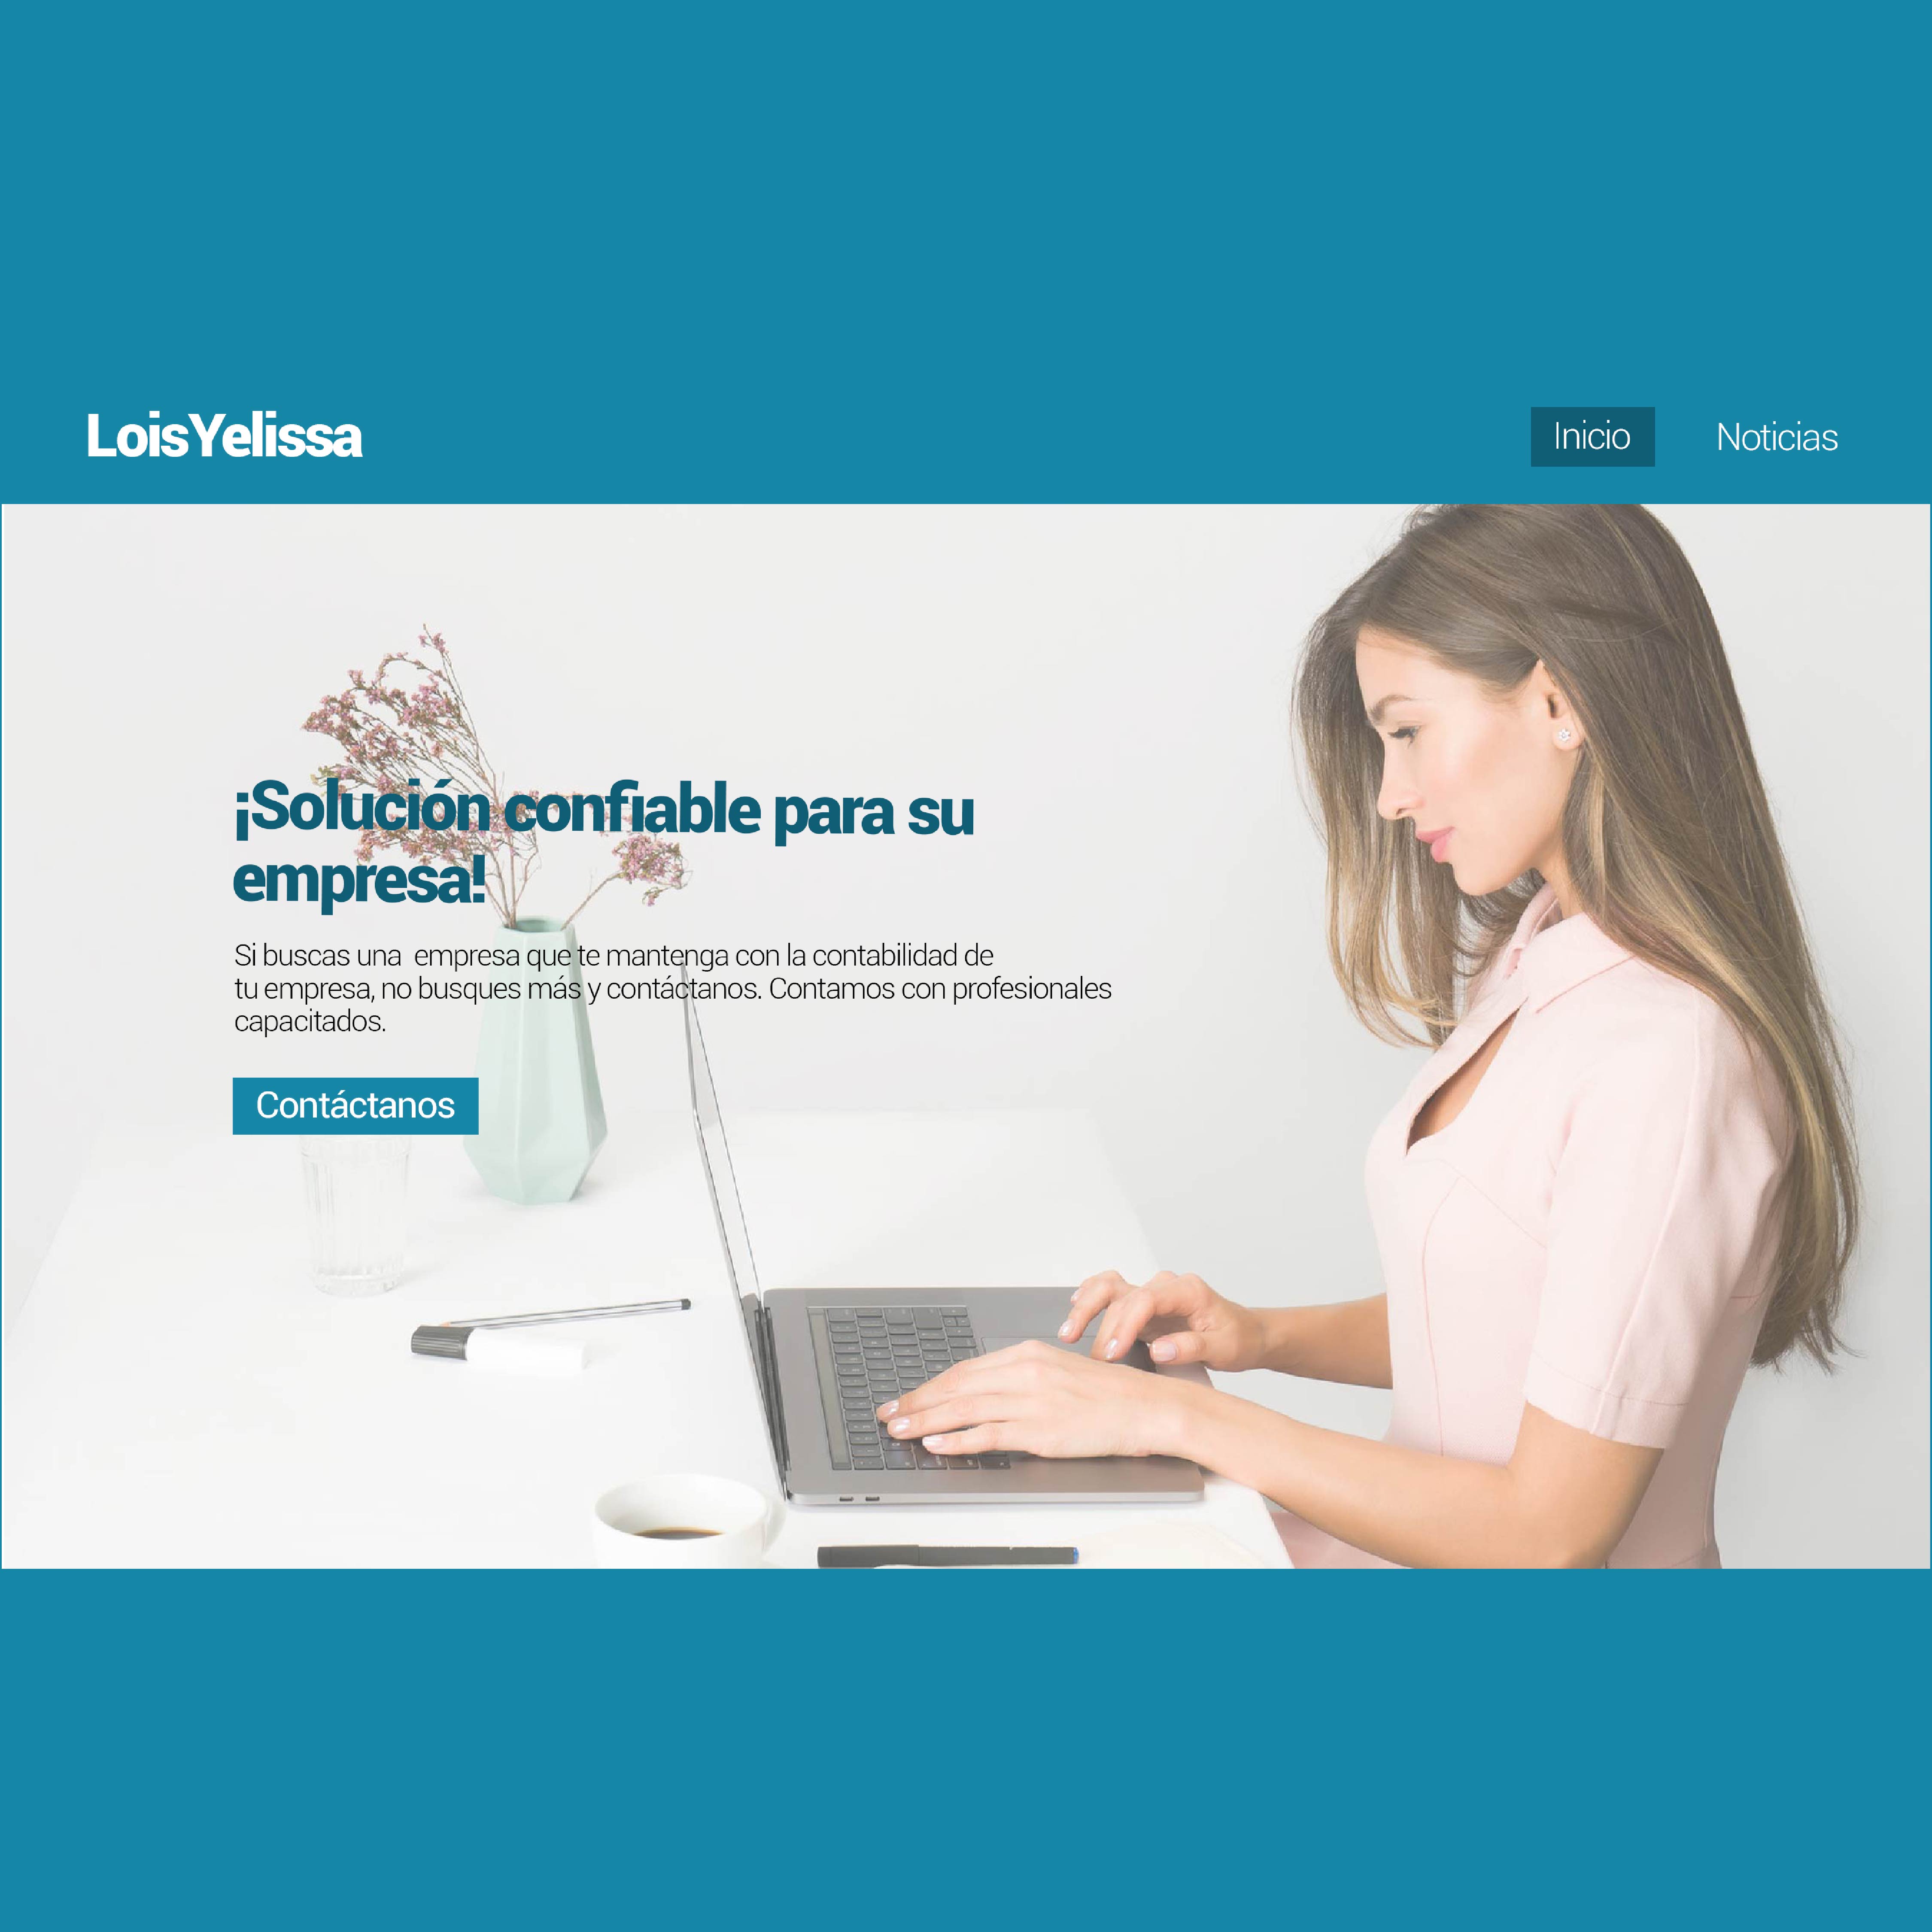 LoisYelissa
Inicio
Noticias
¡Solución confiable para su
empresa!
Si buscas una  empresa que te mantenga con la contabilidad de
tu empresa, no busques más y contáctanos. Contamos con profesionales
capacitados.
Contáctanos